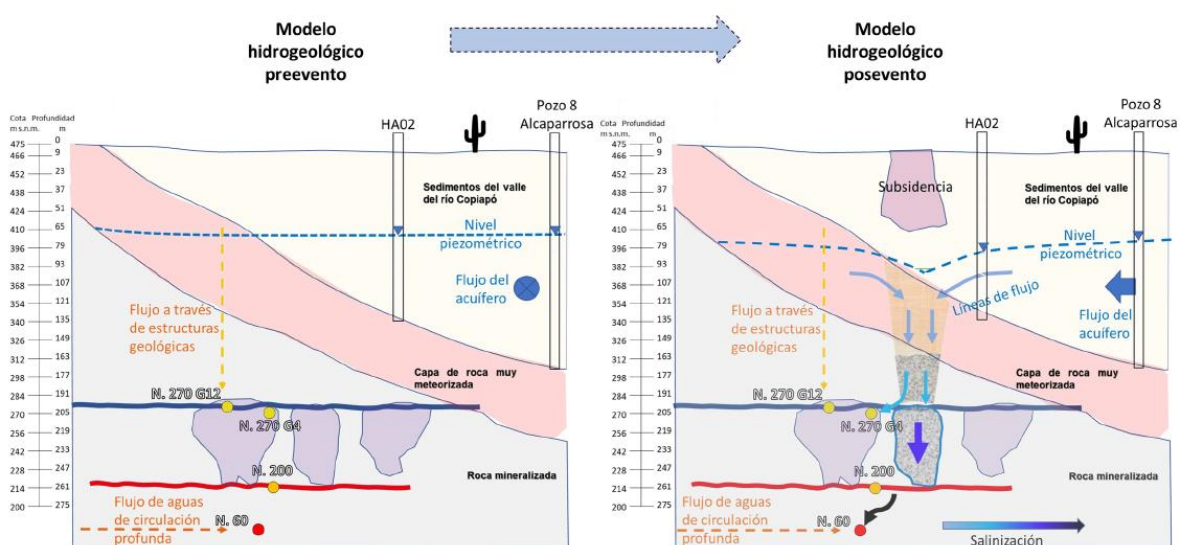 Modelo
hidrogeológico
preevento
Modelo
hidrogeológico
posevento
Cota Profundidad
m s.n.m. m
0
475 9
466
452 23
438 37
424 51
410 65
396 79
382 93
368 107
354 121
340 135
326 149
312 163
298 177
284 191
270 205
256 219
242 233
228 247
214 261
200 275
HA02
Pozo 8
Alcaparrosa
Sedimentos del valle
del río Copiapó
Nivel
piezométrico
Flujo del
acuífero
Flujo a través
de estructuras
geológicas
Capa de roca muy
meteorizada
N. 270 G12
N. 270 G4
N. 200
Roca mineralizada
Flujo de aguas
de circulación
profunda
N. 60
Cota Profundidad
m s.n.m. m
0
475 9
466
452 23
438 37
424 51
410 65
396 79
382 93
368 107
354 121
340 135
326 149
312 163
298 177
284 191
270 205
256 219
242 233
228 247
214 261
200 275
HA02
Pozo 8
Alcaparrosa
Subsidencia
Sedimentos del valle
del río Copiapó
Nivel
piezométrico
Líneas de flujo
Flujo del
acuífero
Flujo a través
de estructuras
geológicas
Capa de roca muy
meteorizada
N. 270 G12
N. 270 G4
N. 200
Roca mineralizada
Flujo de aguas
de circulación
profunda
N. 60
Salinización